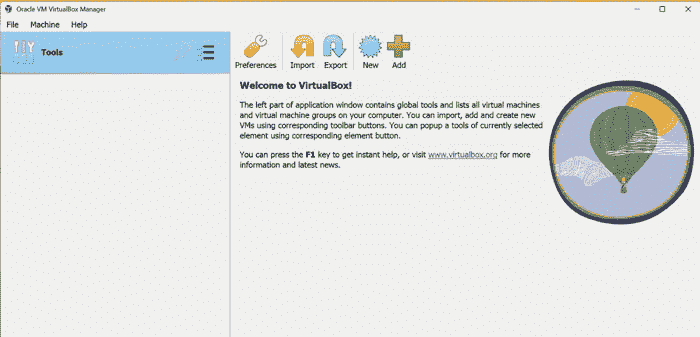 Oracle VM VirtualBox Manager
File Machine Help
Tools
Preferences Import Export New Add
Welcome to VirtualBox!
The left part of application window contains global tools and lists all virtual machines
and virtual machine groups on your computer. You can import, add and create new
VMs using corresponding toolbar buttons. You can popup a tools of currently selected
element using corresponding element button.
You can press the F1 key to get instant help, or visit www.virtualbox.org for more
information and latest news.